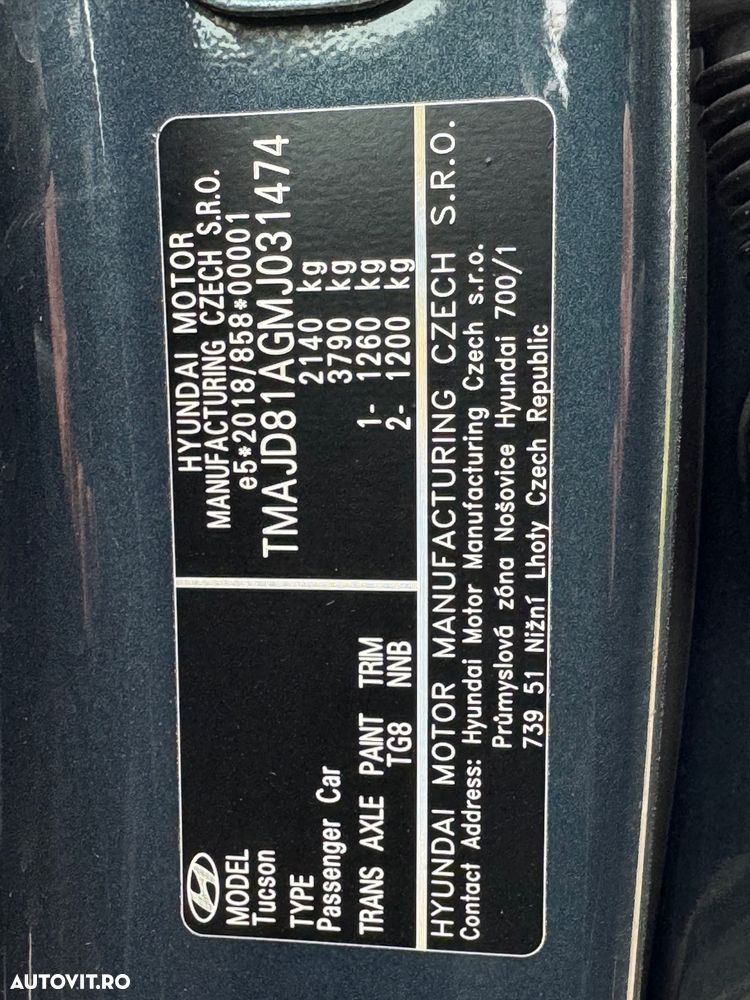 MODEL
Tucson
TYPE
Passenger Car
TRANS AXLE PAINT TRIM
TG8 NNB
HYUNDAI MOTOR
MANUFACTURING CZECH S.R.O.
e5*2018/858*00001
TMAJD81AGMJ031474
2140 kg
3790 kg
1- 1260 kg
2- 1200 kg
HYUNDAI MOTOR MANUFACTURING CZECH S.R.O.
Contact Address: Hyundai Motor Manufacturing Czech s.r.o.
Průmyslová zóna Nošovice Hyundai 700/1
739 51 Nižní Lhoty Czech Republic
AUTOVIT.RO